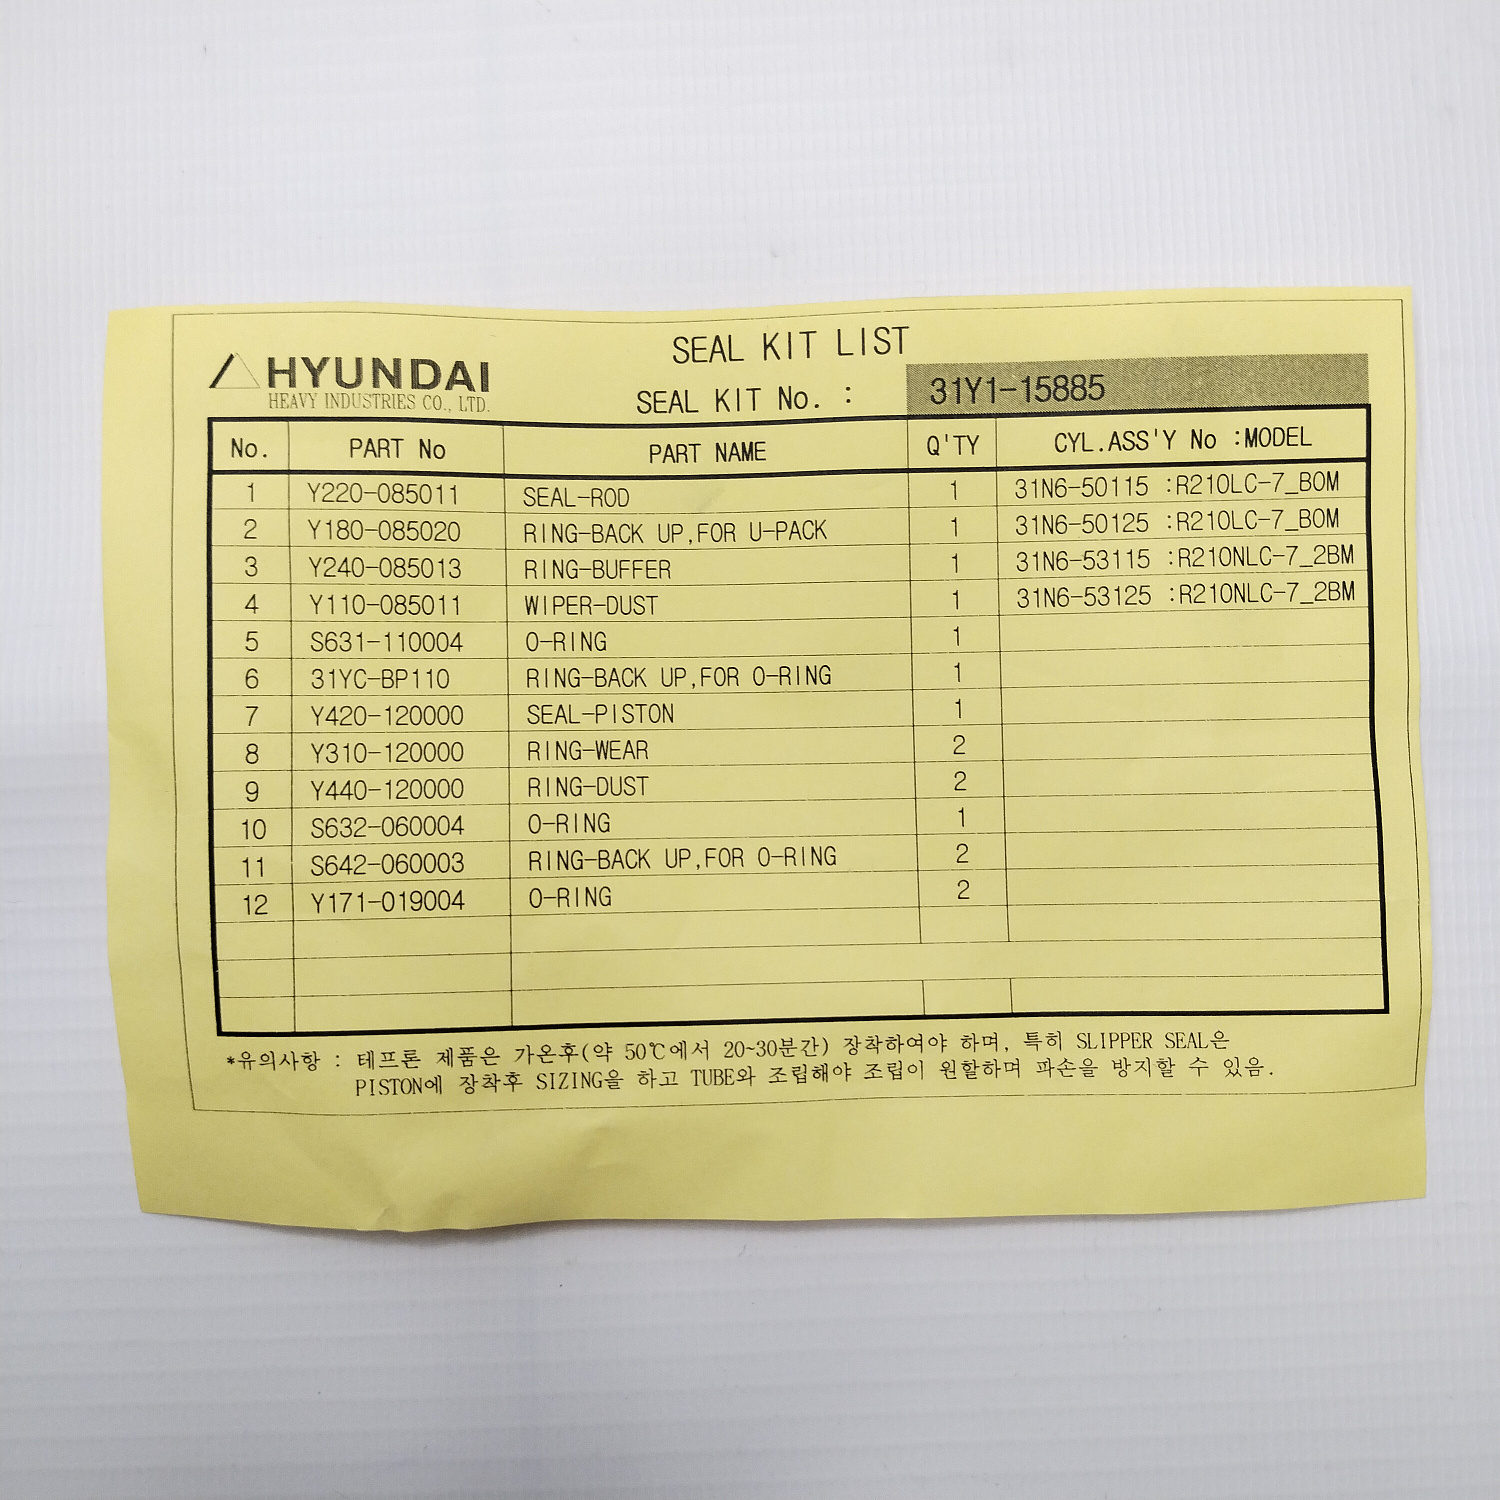 SEAL KIT LIST
HYUNDAI
HEAVY INDUSTRIES CO., LTD.
SEAL KIT No. : 31Y1-15885
No. PART No PART NAME Q'TY CYL.ASS'Y No :MODEL
1 Y220-085011 SEAL-ROD 1 31N6-50115 :R210LC-7_BOM
2 Y180-085020 RING-BACK UP,FOR U-PACK 1 31N6-50125 :R210LC-7_BOM
3 Y240-085013 RING-BUFFER 1 31N6-53115 :R210NLC-7_2BM
4 Y110-085011 WIPER-DUST 1 31N6-53125 :R210NLC-7_2BM
5 S631-110004 O-RING 1
6 31YC-BP110 RING-BACK UP,FOR O-RING 1
7 Y420-120000 SEAL-PISTON 1
8 Y310-120000 RING-WEAR 2
9 Y440-120000 RING-DUST 2
10 S632-060004 O-RING 1
11 S642-060003 RING-BACK UP,FOR O-RING 2
12 Y171-019004 O-RING 2
*유의사항 : 테프론 제품은 가온후(약 50℃에서 20~30분간) 장착하여야 하며, 특히 SLIPPER SEAL은
PISTON에 장착후 SIZING을 하고 TUBE와 조립해야 조립이 원할하며 파손을 방지할 수 있음.